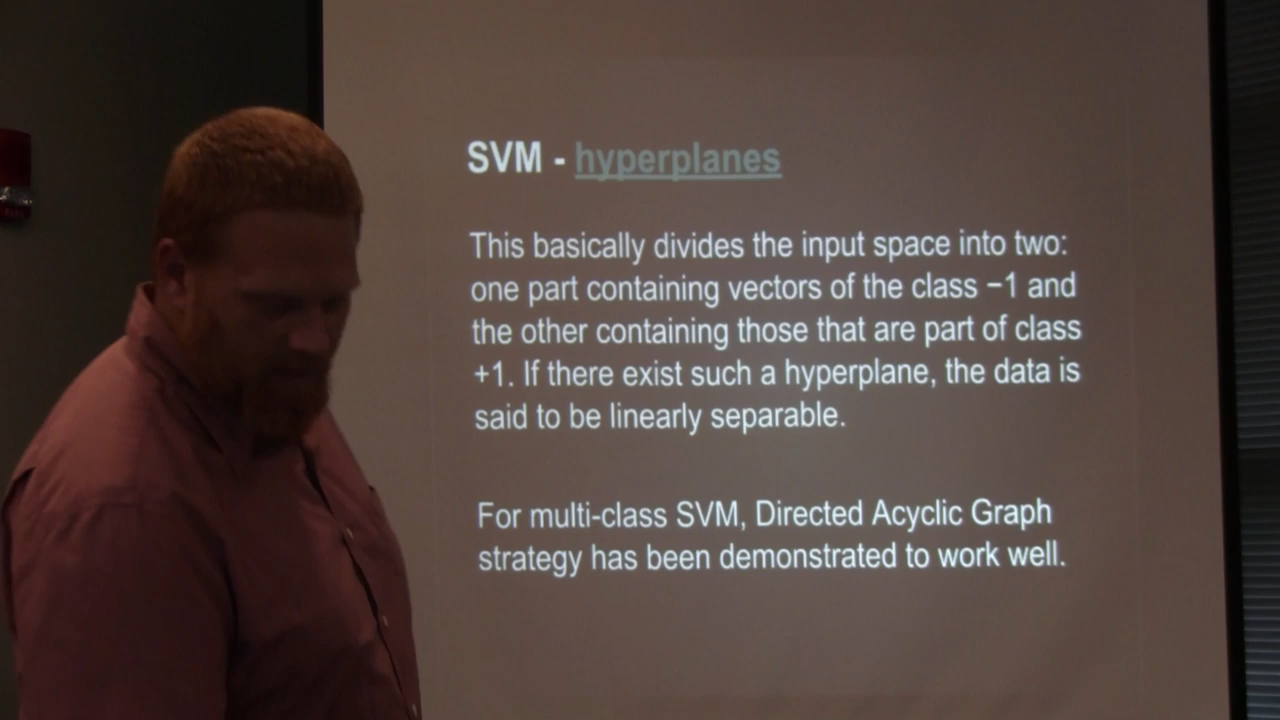 SVM - hyperplanes
This basically divides the input space into two:
one part containing vectors of the class −1 and
the other containing those that are part of class
+1. If there exist such a hyperplane, the data is
said to be linearly separable.
For multi-class SVM, Directed Acyclic Graph
strategy has been demonstrated to work well.